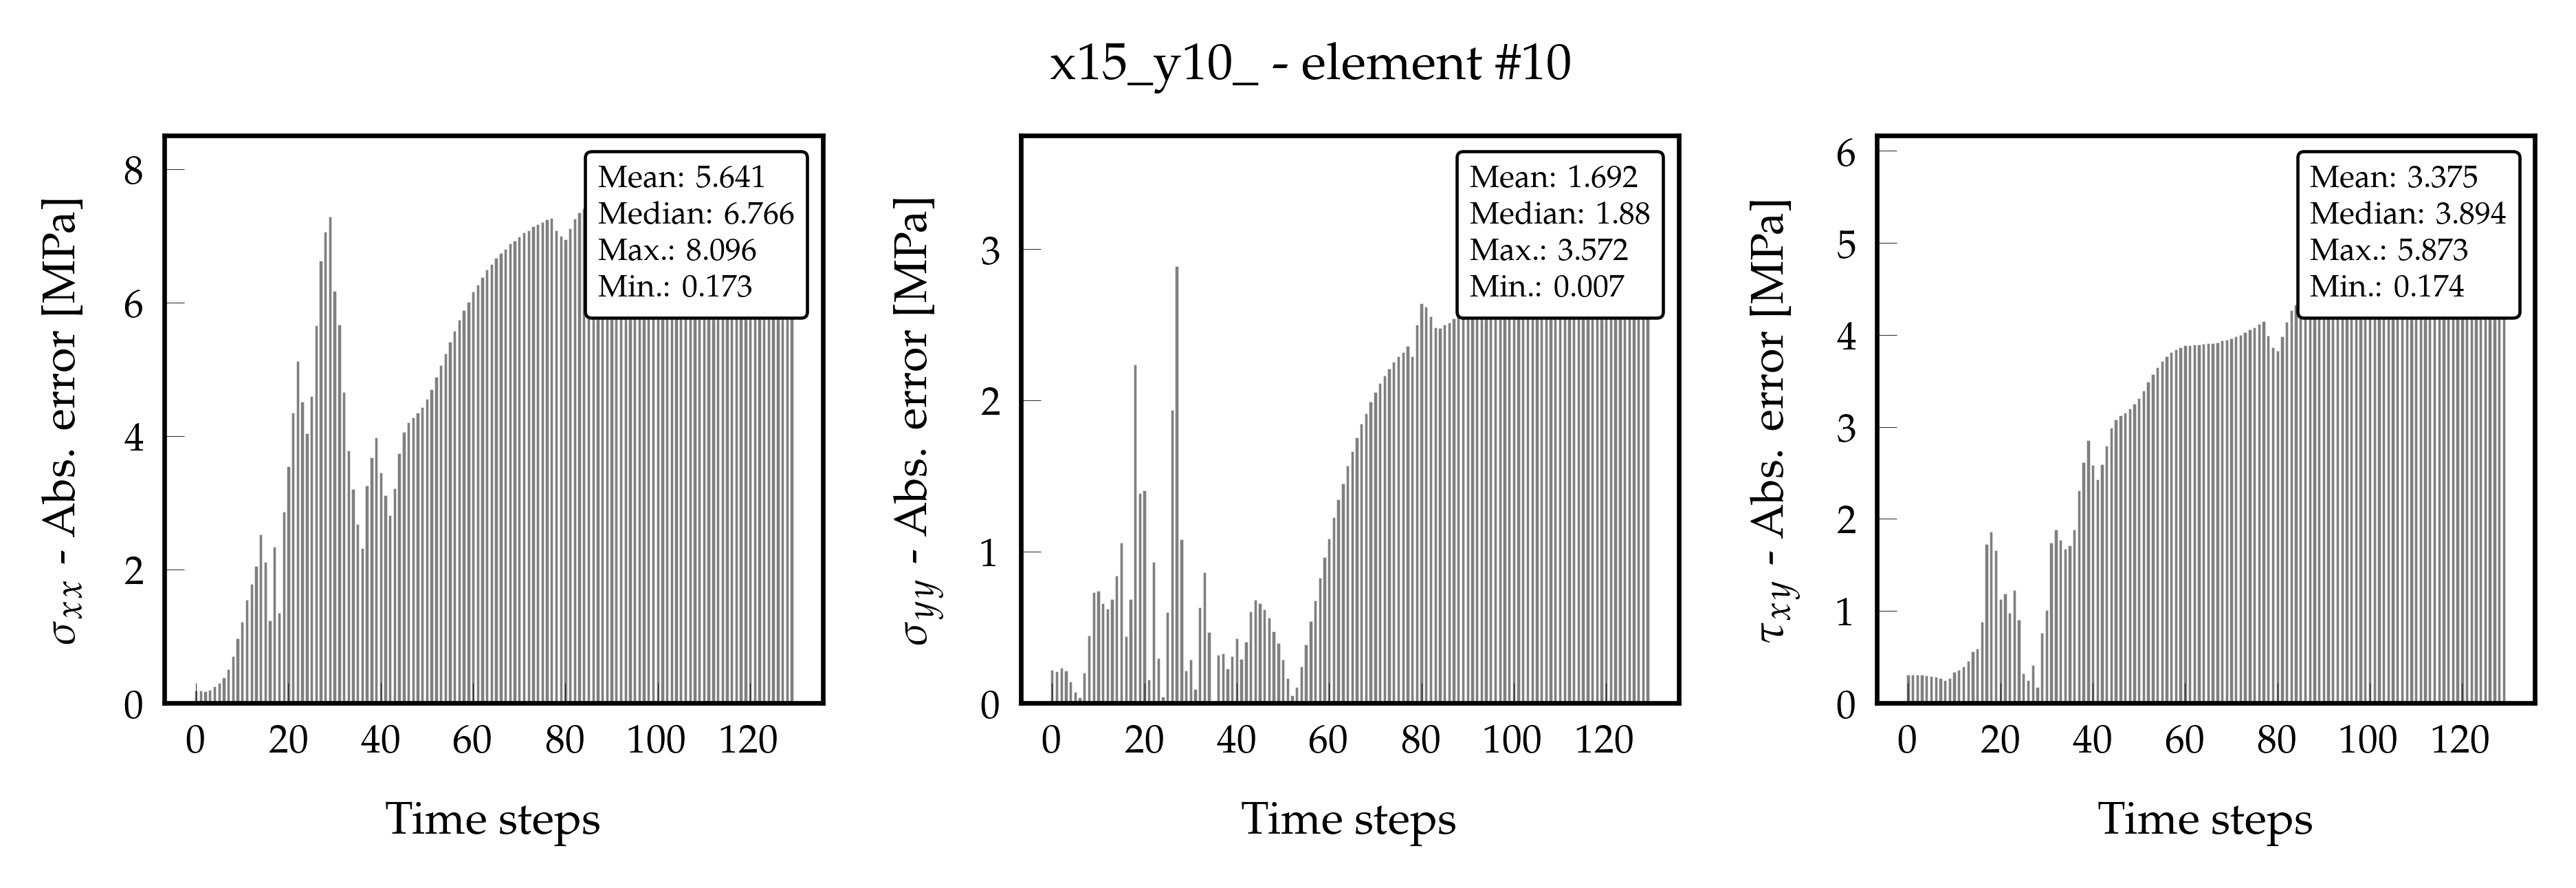 x15_y10_ - element #10
σxx - Abs. error [MPa]
8
6
4
2
0
Mean: 5.641
Median: 6.766
Max.: 8.096
Min.: 0.173
0 20 40 60 80 100 120
Time steps
σyy - Abs. error [MPa]
3
2
1
0
Mean: 1.692
Median: 1.88
Max.: 3.572
Min.: 0.007
0 20 40 60 80 100 120
Time steps
τxy - Abs. error [MPa]
6
5
4
3
2
1
0
Mean: 3.375
Median: 3.894
Max.: 5.873
Min.: 0.174
0 20 40 60 80 100 120
Time steps